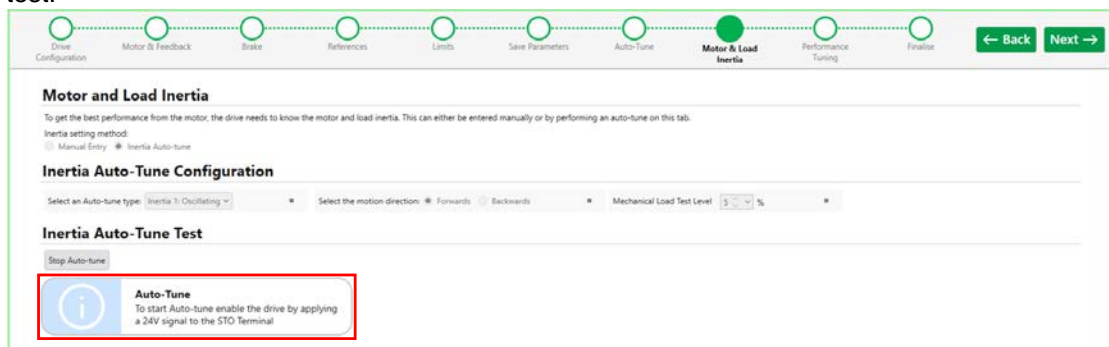 test.
Drive Configuration
Motor & Feedback
Brake
References
Limits
Save Parameters
Auto-Tune
Motor & Load Inertia
Performance Tuning
Finalise
← Back
Next →
Motor and Load Inertia
To get the best performance from the motor, the drive needs to know the motor and load inertia. This can either be entered manually or by performing an auto-tune on this tab.
Inertia setting method:
Manual Entry Inertia Auto-tune
Inertia Auto-Tune Configuration
Select an Auto-tune type: Inertia 1: Oscillating Select the motion direction: Forwards Backwards Mechanical Load Test Level 5 %
Inertia Auto-Tune Test
Stop Auto-tune
Auto-Tune
To start Auto-tune enable the drive by applying
a 24V signal to the STO Terminal